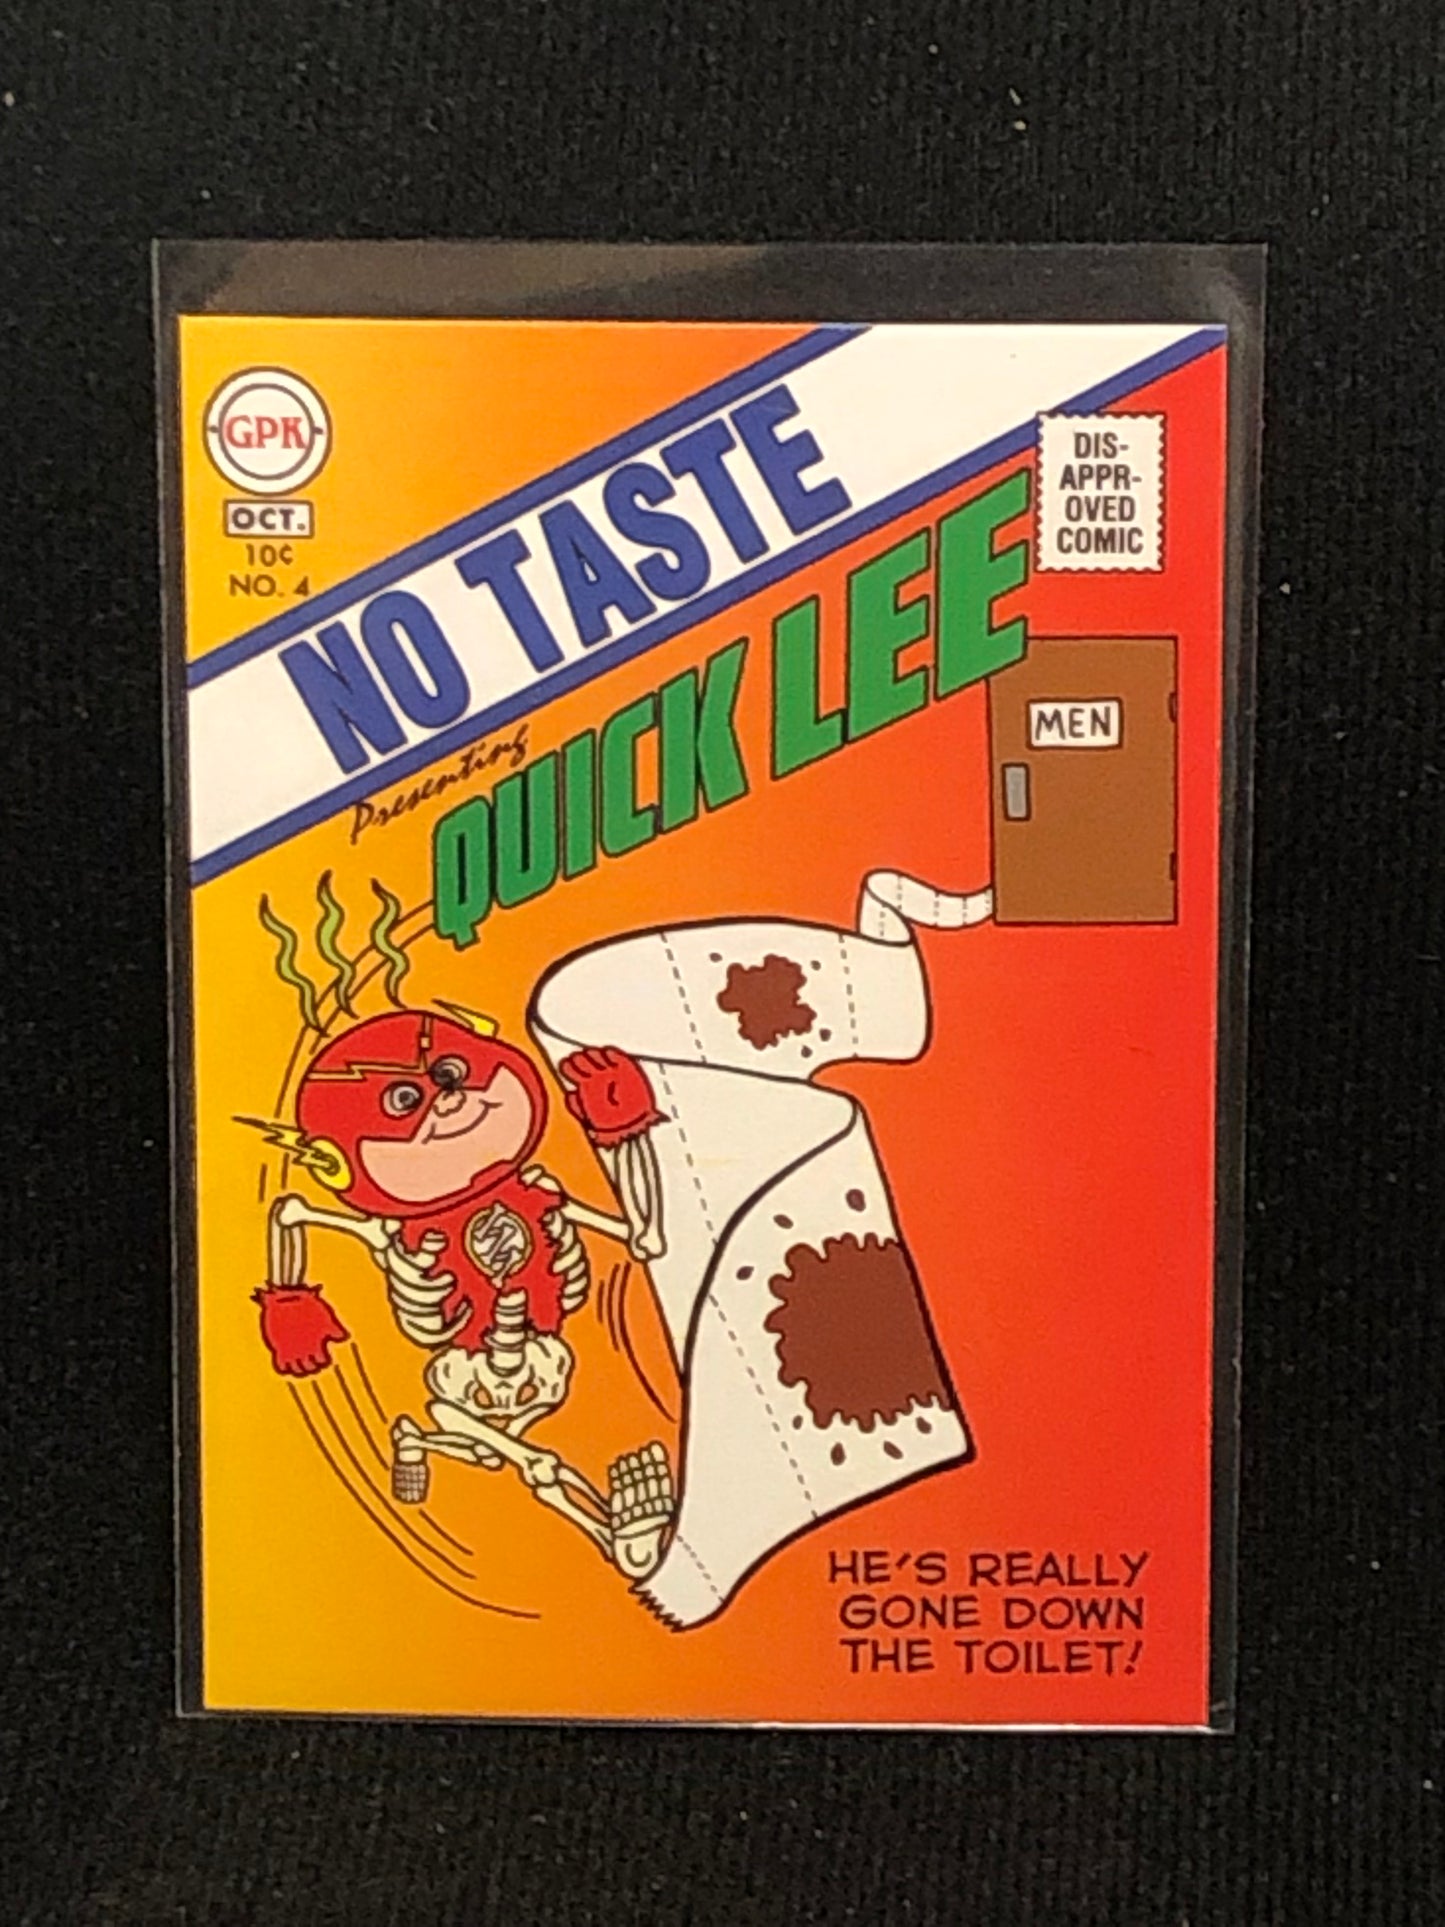 GPK
OCT.
10¢
NO. 4
NO TASTE
DIS-
APPR-
OVED
COMIC
Presenting
QUICK LEE
MEN
HE'S REALLY
GONE DOWN
THE TOILET!